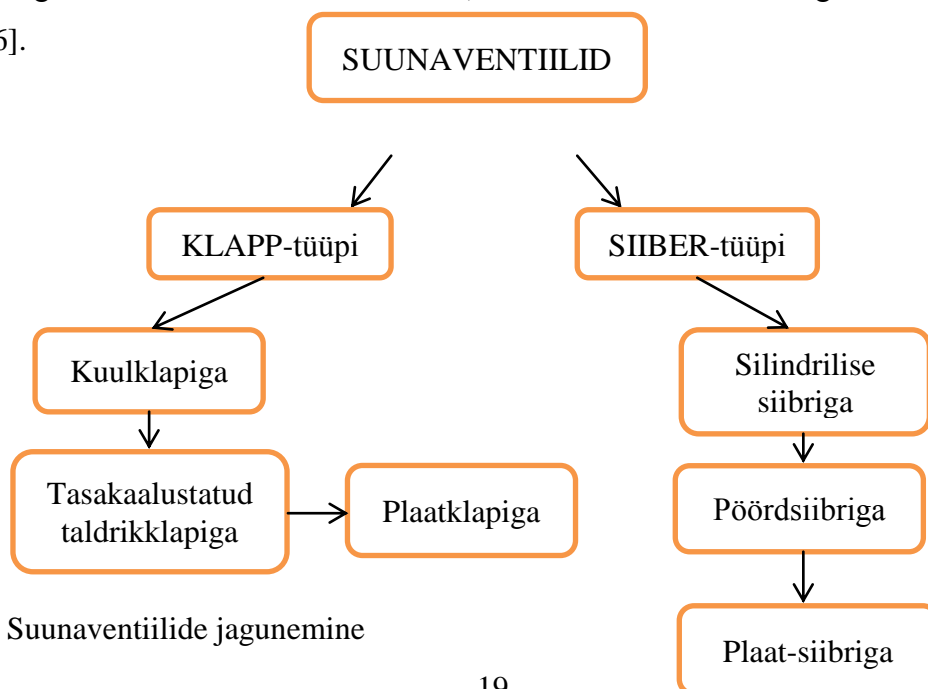 6].
SUUNAVENTIILID
KLAPP-tüüpi
SIIBER-tüüpi
Kuulklapiga
Silindrilise
siibriga
Tasakaalustatud
taldrikklapiga
Plaatklapiga
Pöördsiibriga
Suunaventiilide jagunemine
Plaat-siibriga
19